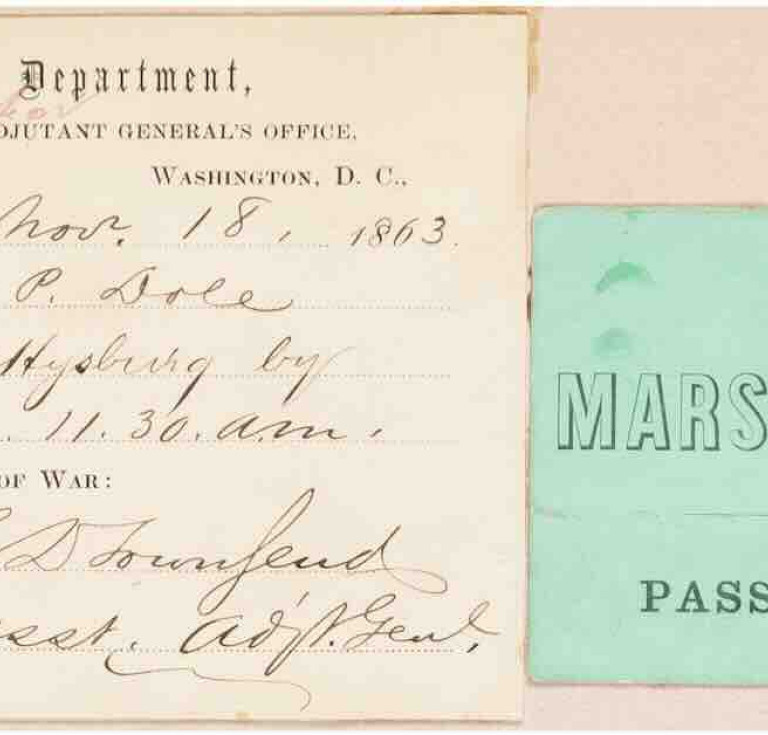 Department,
DJUTANT GENERAL'S OFFICE,
WASHINGTON, D. C.,
Nov. 18, 1863.
P. Dole
ttysburg by
. 11.30. a.m.
OF WAR:
E D Townsend
Asst. Adjt. Genl.
MARS
PASS